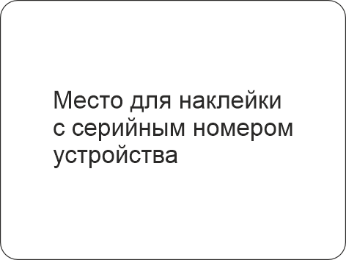 Место для наклейки
с серийным номером
устройства